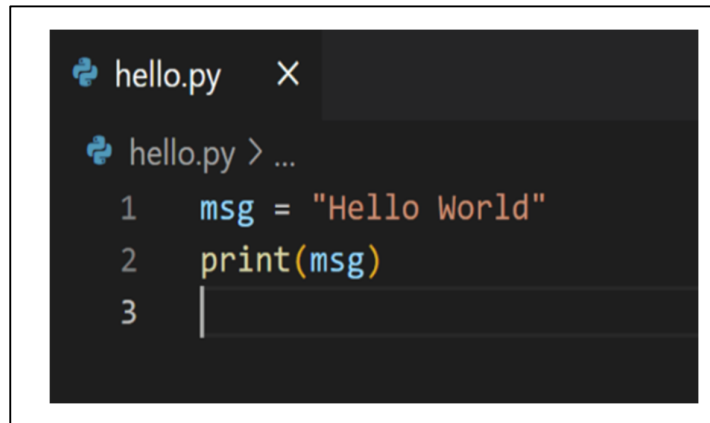 hello.py
hello.py > ...
1 msg = "Hello World"
2 print(msg)
3